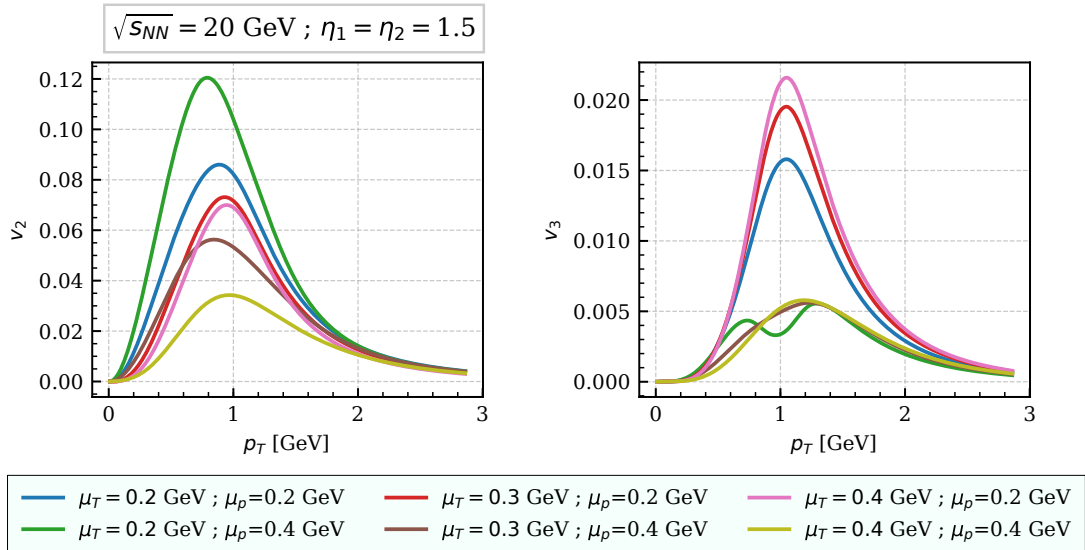 √s_NN = 20 GeV ; η₁ = η₂ = 1.5
v₂
0.12
0.10
0.08
0.06
0.04
0.02
0.00
0 1 2 3
p_T [GeV]
v₃
0.020
0.015
0.010
0.005
0.000
0 1 2 3
p_T [GeV]
μ_T = 0.2 GeV ; μ_p=0.2 GeV μ_T = 0.3 GeV ; μ_p=0.2 GeV μ_T = 0.4 GeV ; μ_p=0.2 GeV
μ_T = 0.2 GeV ; μ_p=0.4 GeV μ_T = 0.3 GeV ; μ_p=0.4 GeV μ_T = 0.4 GeV ; μ_p=0.4 GeV